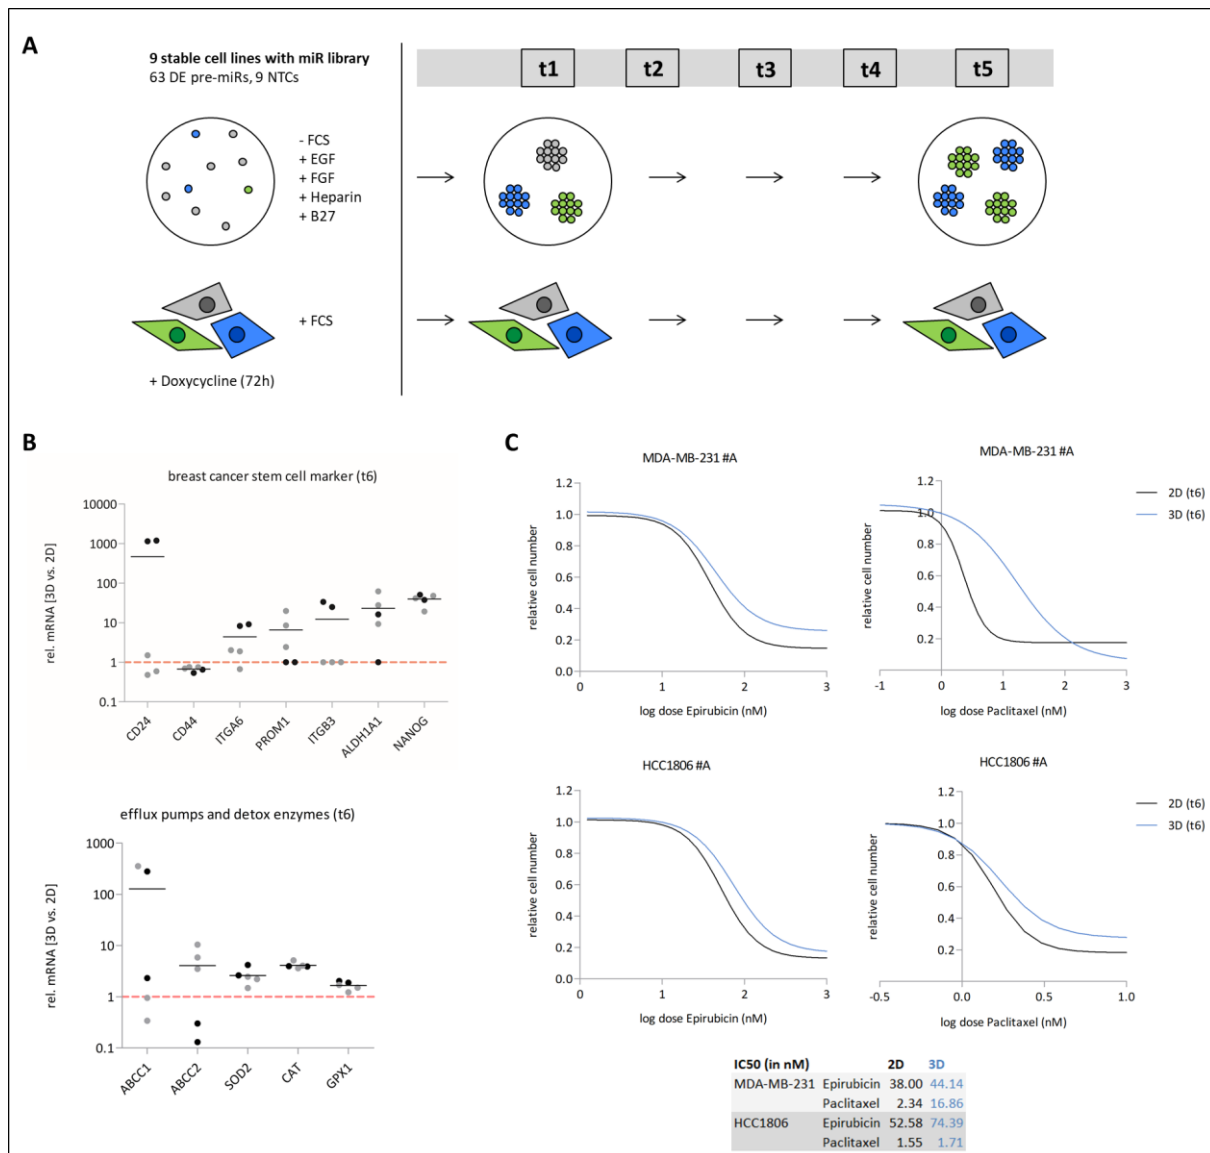 A
9 stable cell lines with miR library
63 DE pre-miRs, 9 NTCs
t1 t2 t3 t4 t5
- FCS
+ EGF
+ FGF
+ Heparin
+ B27
+ FCS
+ Doxycycline (72h)
B
breast cancer stem cell marker (t6)
rel. mRNA [3D vs. 2D]
10000
1000
100
10
1
0.1
CD24 CD44 ITGA6 PROM1 ITGB3 ALDH1A1 NANOG
efflux pumps and detox enzymes (t6)
rel. mRNA [3D vs. 2D]
1000
100
10
1
0.1
ABCC1 ABCC2 SOD2 CAT GPX1
C
MDA-MB-231 #A
relative cell number
1.2
1.0
0.8
0.6
0.4
0.2
0.0
0 1 2 3
log dose Epirubicin (nM)
MDA-MB-231 #A
relative cell number
1.2
1.0
0.8
0.6
0.4
0.2
-1 0 1 2 3
log dose Paclitaxel (nM)
2D (t6)
3D (t6)
HCC1806 #A
relative cell number
1.2
1.0
0.8
0.6
0.4
0.2
0.0
0 1 2 3
log dose Epirubicin (nM)
HCC1806 #A
relative cell number
1.2
1.0
0.8
0.6
0.4
0.2
-0.5 0.0 0.5 1.0
log dose Paclitaxel (nM)
2D (t6)
3D (t6)
IC50 (in nM) 2D 3D
MDA-MB-231 Epirubicin 38.00 44.14
Paclitaxel 2.34 16.86
HCC1806 Epirubicin 52.58 74.39
Paclitaxel 1.55 1.71